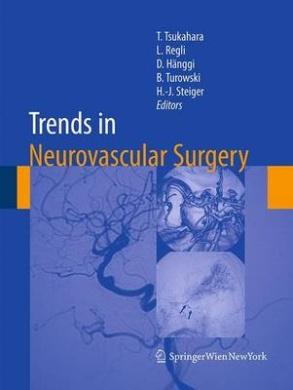 T. Tsukahara
L. Regli
D. Hänggi
B. Turowski
H.-J. Steiger
Editors
Trends in
Neurovascular Surgery
SpringerWienNewYork